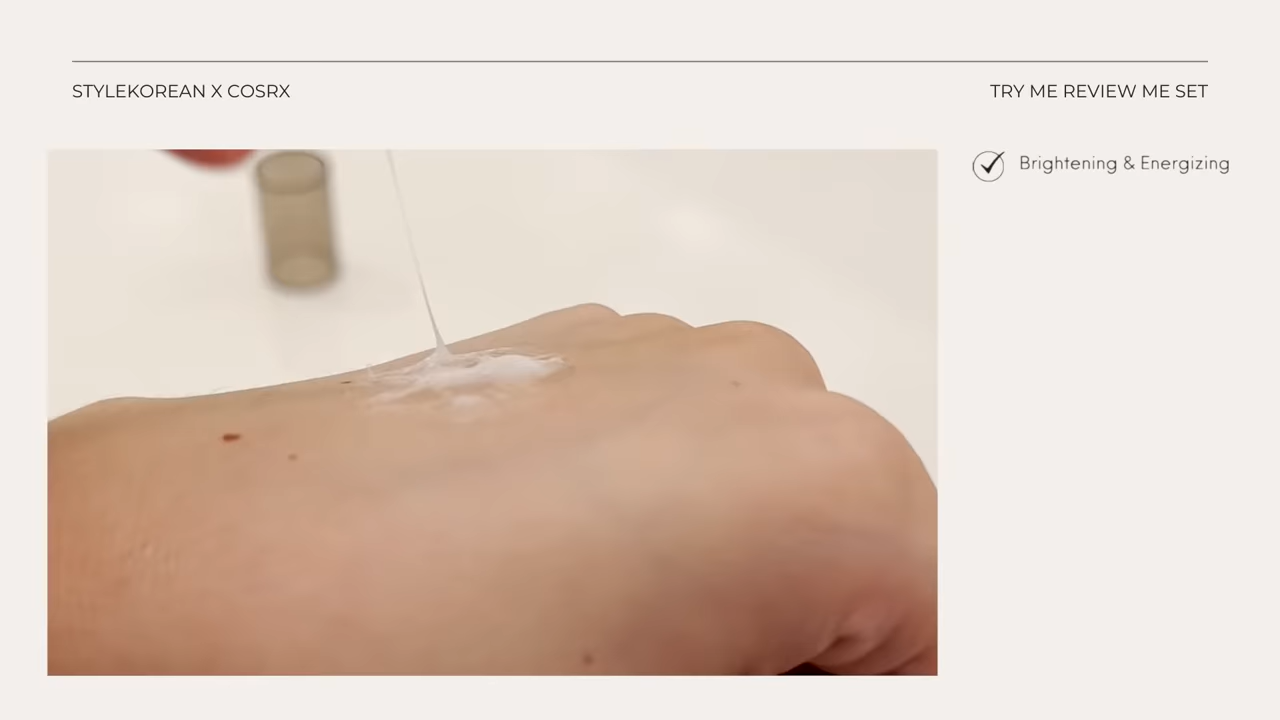 STYLEKOREAN X COSRX
TRY ME REVIEW ME SET
Brightening & Energizing